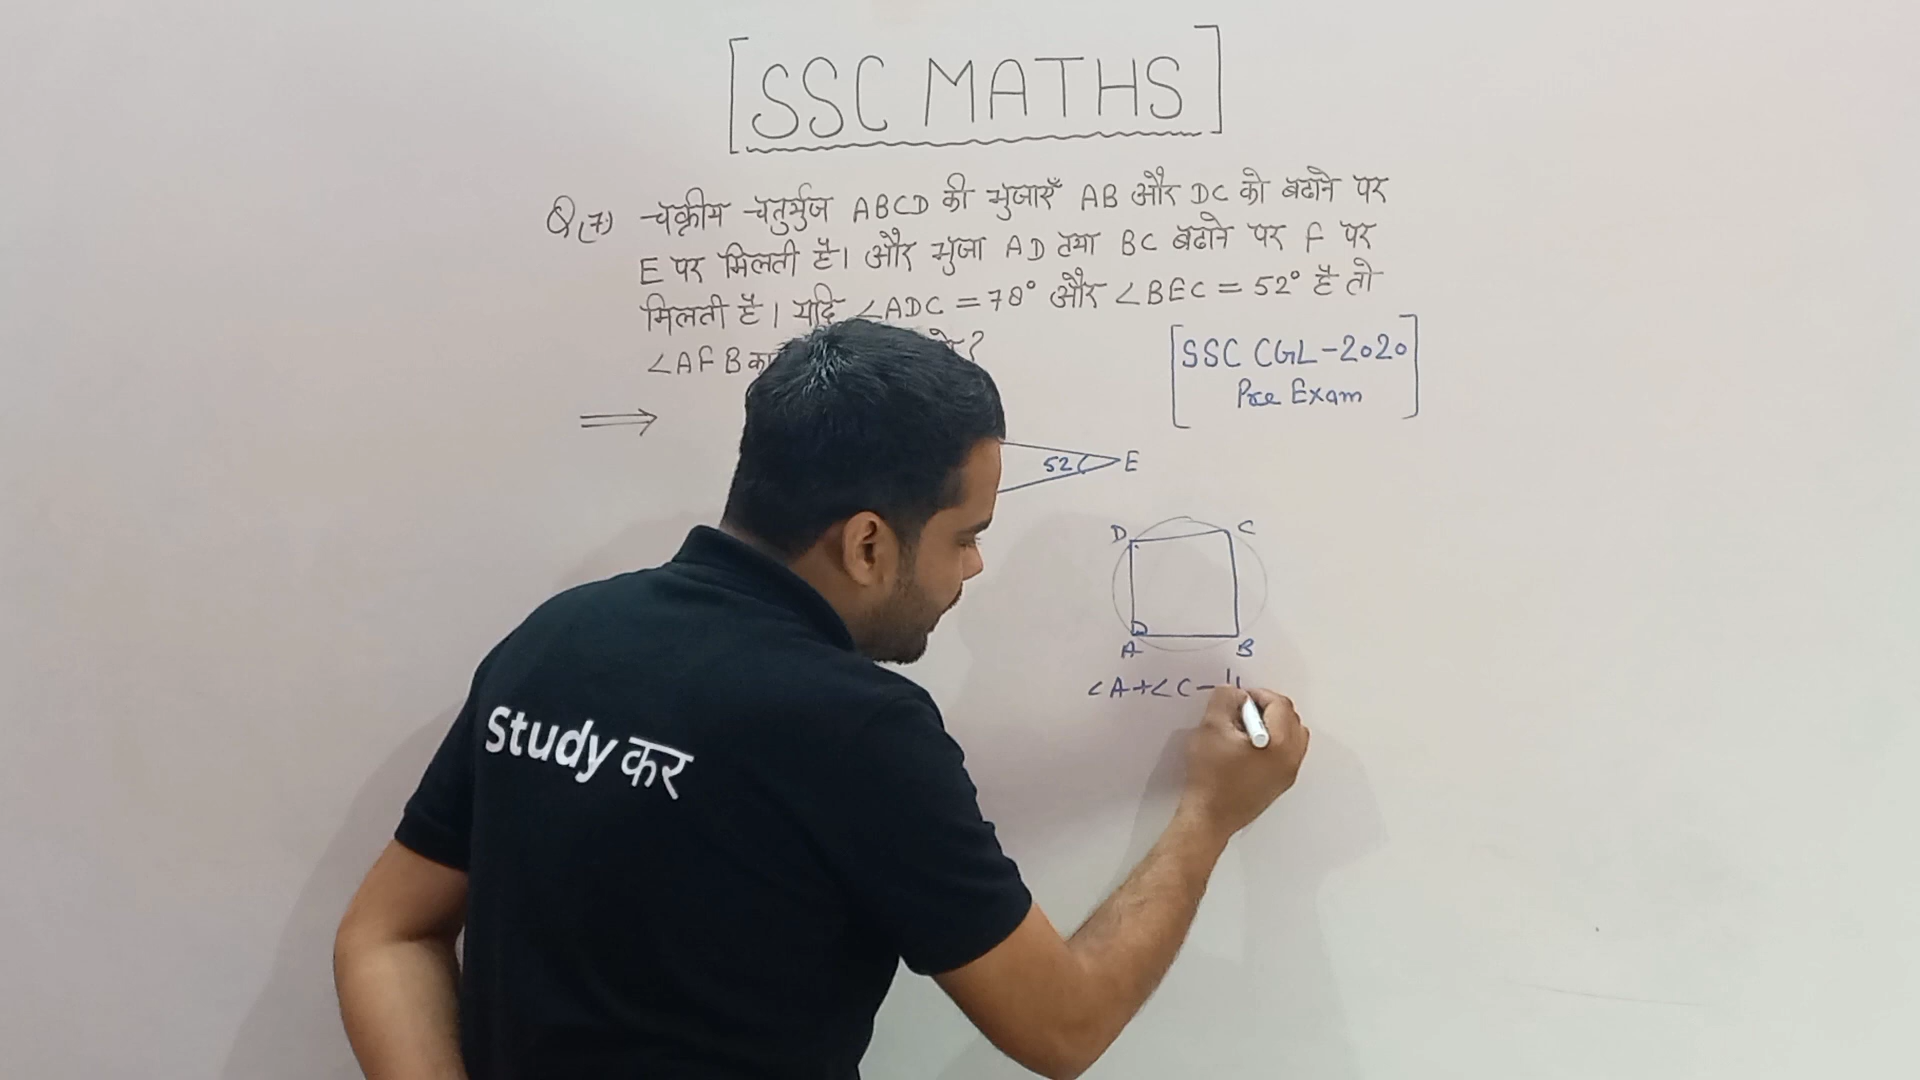 [SSC MATHS]
Q(7) चक्रीय चतुर्भुज ABCD की भुजाएँ AB और DC को बढाने पर
E पर मिलती है। और भुजा AD तथा BC बढाने पर F पर
मिलती है। यदि ∠ADC = 78° और ∠BEC = 52° है तो
∠AFB का ?
[SSC CGL-2020
Pre Exam]
⟹
52 E
D C
A B
∠A+∠C
Study कर